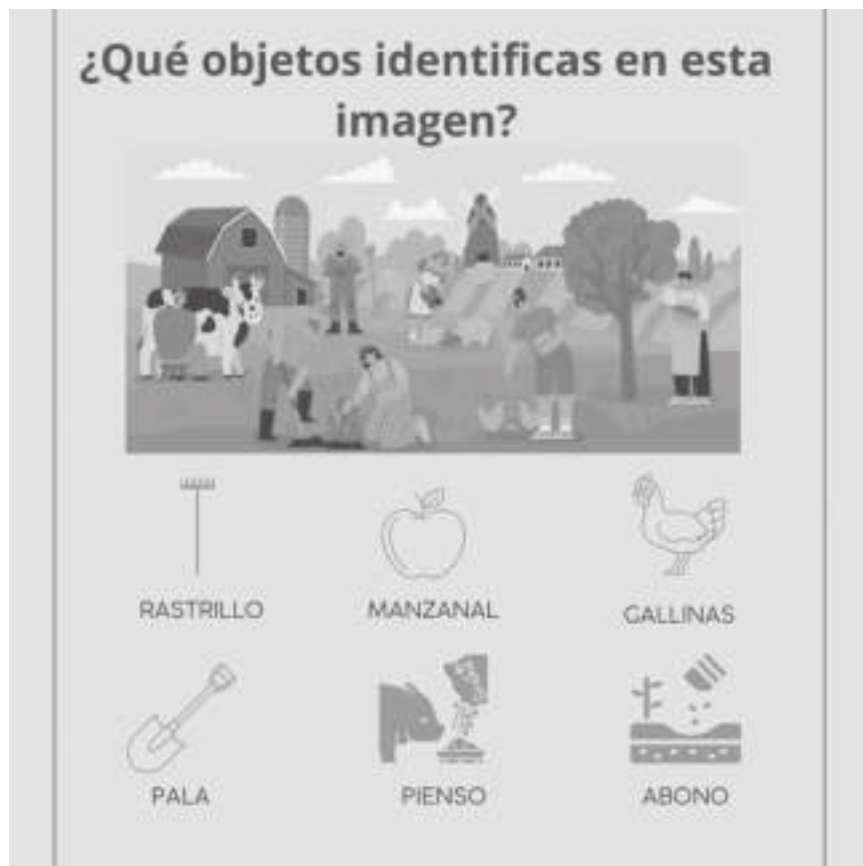 ¿Qué objetos identificas en esta
imagen?
RASTRILLO
MANZANAL
GALLINAS
PALA
PIENSO
ABONO